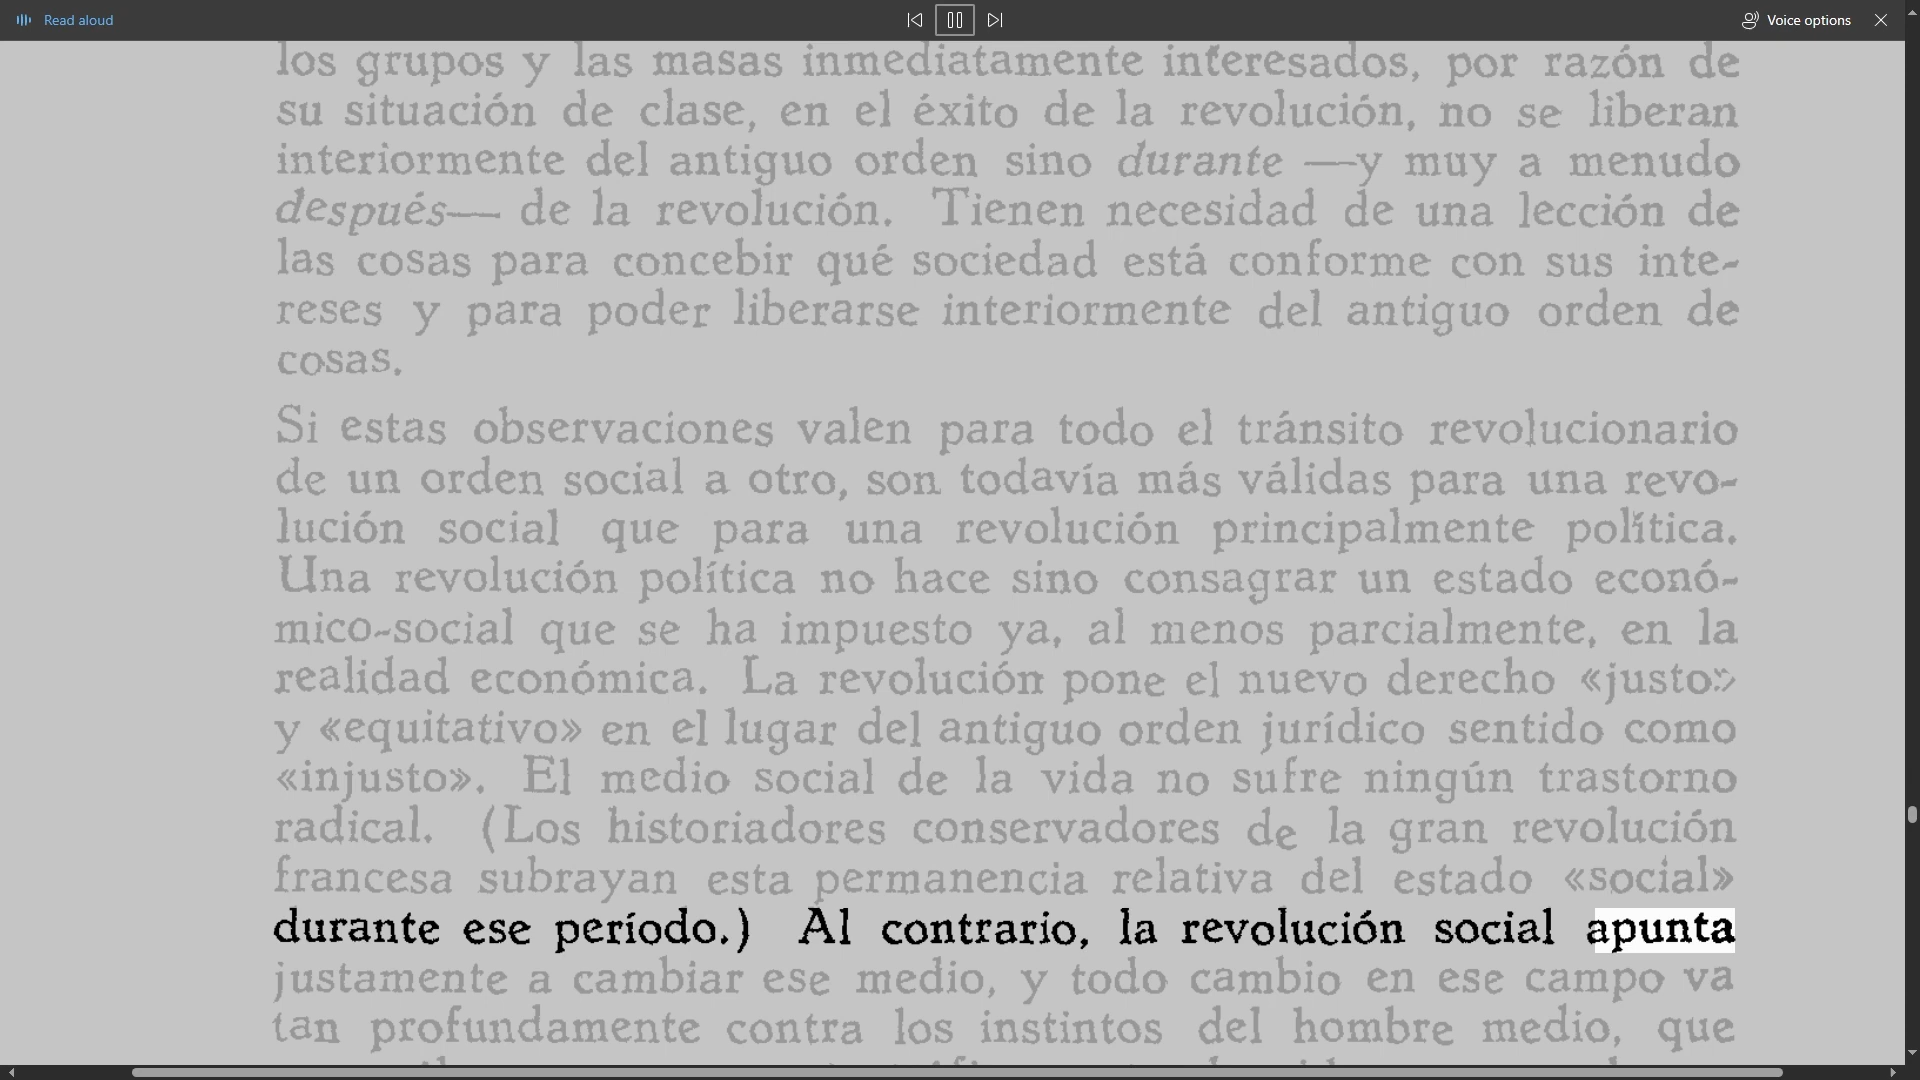 Read aloud
Voice options
los grupos y las masas inmediatamente interesados, por razón de
su situación de clase, en el éxito de la revolución, no se liberan
interiormente del antiguo orden sino durante —y muy a menudo
después— de la revolución. Tienen necesidad de una lección de
las cosas para concebir qué sociedad está conforme con sus inte-
reses y para poder liberarse interiormente del antiguo orden de
cosas.
Si estas observaciones valen para todo el tránsito revolucionario
de un orden social a otro, son todavía más válidas para una revo-
lución social que para una revolución principalmente política.
Una revolución política no hace sino consagrar un estado econó-
mico-social que se ha impuesto ya, al menos parcialmente, en la
realidad económica. La revolución pone el nuevo derecho «justo»
y «equitativo» en el lugar del antiguo orden jurídico sentido como
«injusto». El medio social de la vida no sufre ningún trastorno
radical. (Los historiadores conservadores de la gran revolución
francesa subrayan esta permanencia relativa del estado «social»
durante ese período.) Al contrario, la revolución social apunta
justamente a cambiar ese medio, y todo cambio en ese campo va
tan profundamente contra los instintos del hombre medio, que